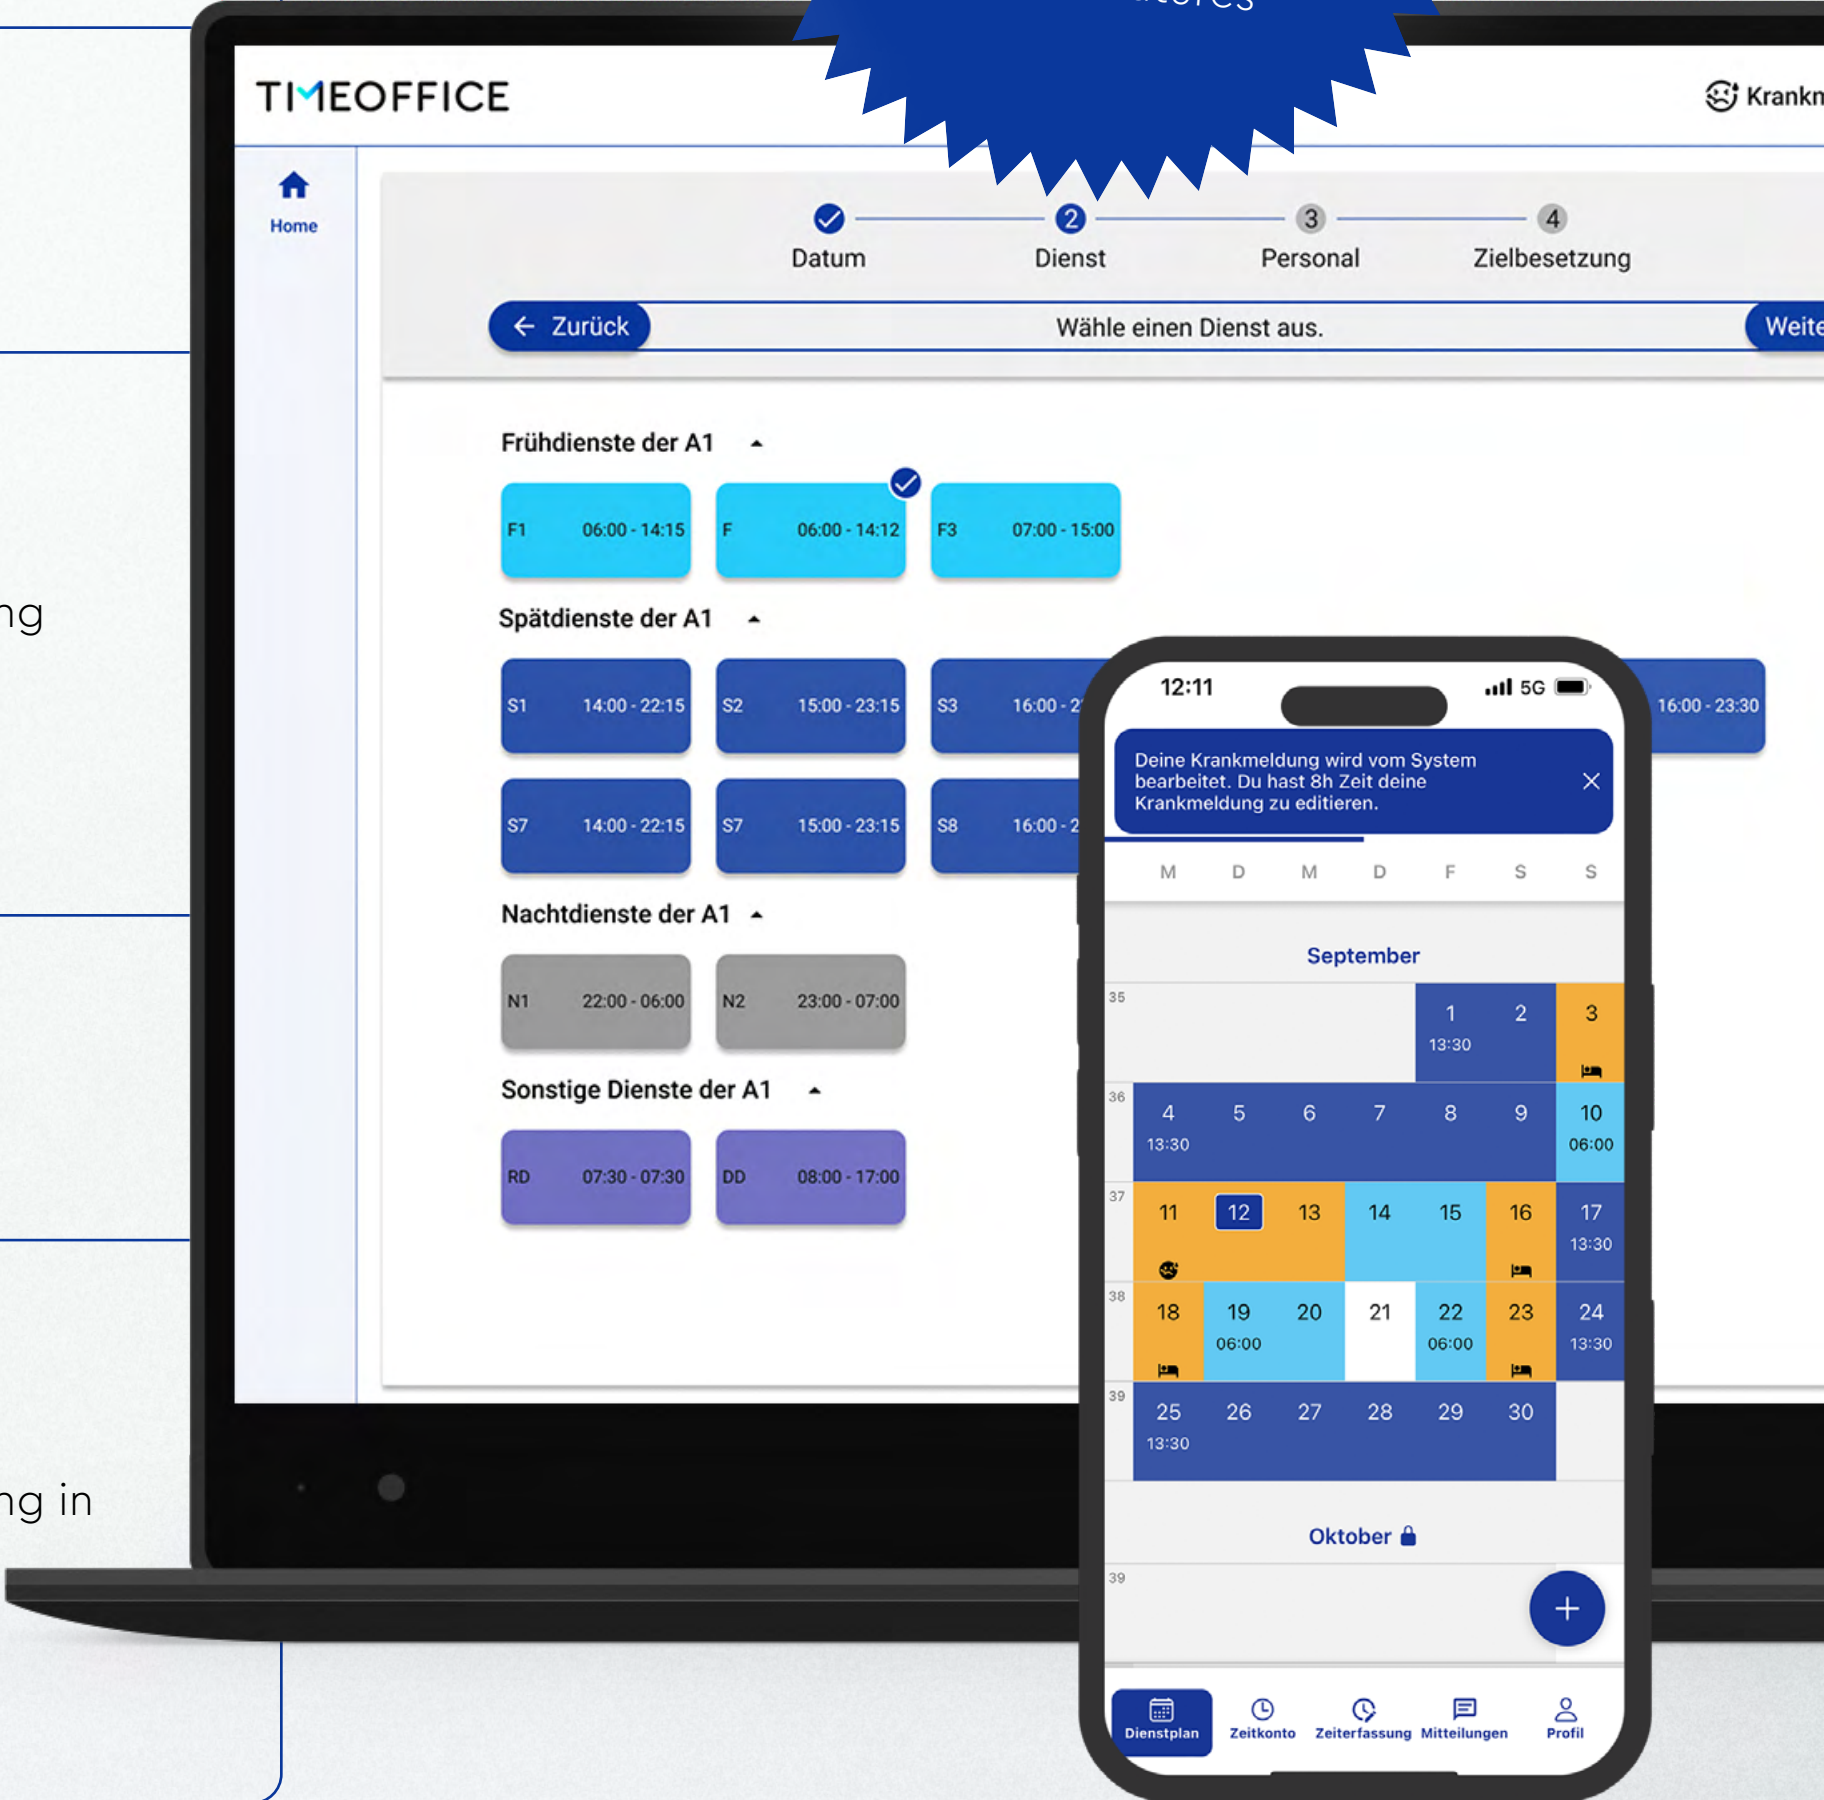 TIMEOFFICE
Home
Datum
2
Dienst
3
Personal
4
Zielbesetzung
Zurück
Wähle einen Dienst aus.
Frühdienste der A1
F1 06:00 - 14:15
F 06:00 - 14:12
F3 07:00 - 15:00
Spätdienste der A1
S1 14:00 - 22:15
S2 15:00 - 23:15
S3 16:00 - 2
16:00 - 23:30
S7 14:00 - 22:15
S7 15:00 - 23:15
S8 16:00 - 2
Nachtdienste der A1
N1 22:00 - 06:00
N2 23:00 - 07:00
Sonstige Dienste der A1
RD 07:30 - 07:30
DD 08:00 - 17:00
ng
ng in
12:11
5G
Deine Krankmeldung wird vom System
bearbeitet. Du hast 8h Zeit deine
Krankmeldung zu editieren.
M D M D F S S
September
35
1 2 3
13:30
36
4 5 6 7 8 9 10
13:30 06:00
37
11 12 13 14 15 16 17
13:30
38
18 19 20 21 22 23 24
06:00 06:00 13:30
39
25 26 27 28 29 30
13:30
Oktober
39
+
Dienstplan Zeitkonto Zeiterfassung Mitteilungen Profil